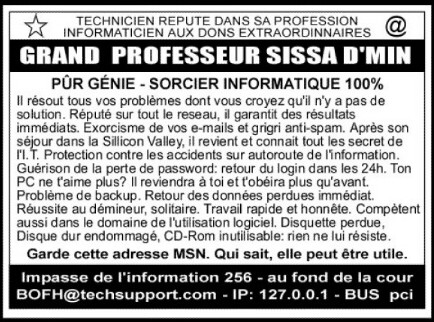 TECHNICIEN REPUTE DANS SA PROFESSION
INFORMATICIEN AUX DONS EXTRAORDINNAIRES @
GRAND PROFESSEUR SISSA D'MIN
PÛR GÉNIE - SORCIER INFORMATIQUE 100%
Il résout tous vos problèmes dont vous croyez qu'il n'y a pas de
solution. Réputé sur tout le reseau, il garantit des résultats
immédiats. Exorcisme de vos e-mails et grigri anti-spam. Après son
séjour dans la Sillicon Valley, il revient et connait tout les secret de
l'I.T. Protection contre les accidents sur autoroute de l'information.
Guérison de la perte de password: retour du login dans les 24h. Ton
PC ne t'aime plus? Il reviendra à toi et t'obéira plus qu'avant.
Problème de backup. Retour des données perdues immédiat.
Réussite au démineur, solitaire. Travail rapide et honnête. Compètent
aussi dans le domaine de l'utilisation logiciel. Disquette perdue,
Disque dur endommagé, CD-Rom inutilisable: rien ne lui résiste.
Garde cette adresse MSN. Qui sait, elle peut être utile.
Impasse de l'information 256 - au fond de la cour
BOFH@techsupport.com - IP: 127.0.0.1 - BUS pci